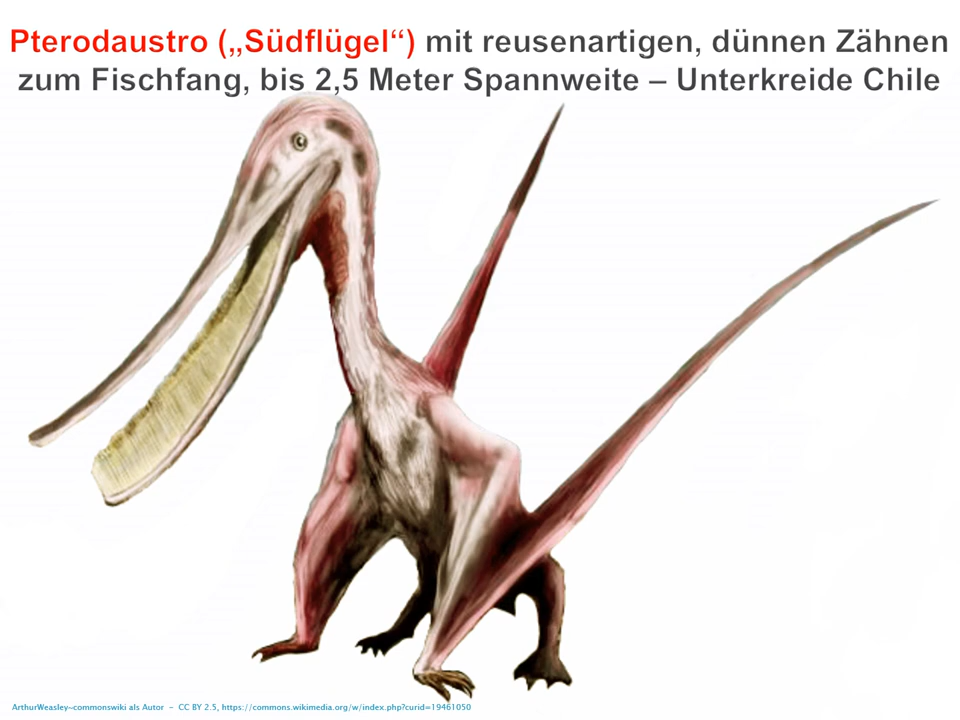 Pterodaustro („Südflügel“) mit reusenartigen, dünnen Zähnen
zum Fischfang, bis 2,5 Meter Spannweite – Unterkreide Chile
ArthurWeasley~commonswiki als Autor - CC BY 2.5, https://commons.wikimedia.org/w/index.php?curid=19461050